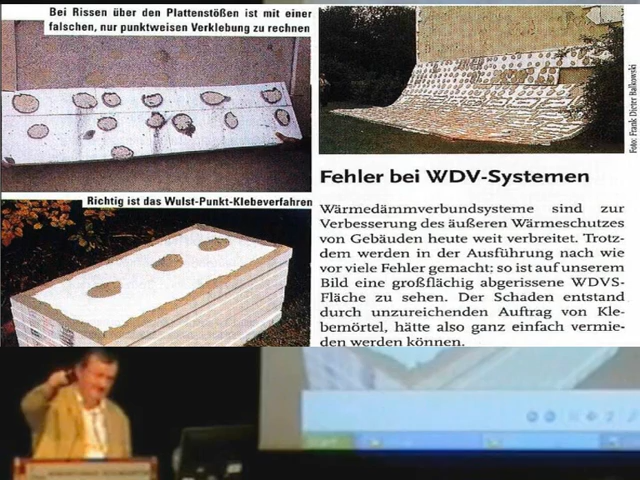 Bei Rissen über den Plattenstößen ist mit einer
falschen, nur punktweisen Verklebung zu rechnen
Richtig ist das Wulst-Punkt-Klebeverfahren
Foto: Frank Dieter Balkowski
Fehler bei WDV-Systemen
Wärmedämmverbundsysteme sind zur
Verbesserung des äußeren Wärmeschutzes
von Gebäuden heute weit verbreitet. Trotz-
dem werden in der Ausführung nach wie
vor viele Fehler gemacht; so ist auf unserem
Bild eine großflächig abgerissene WDVS-
Fläche zu sehen. Der Schaden entstand
durch unzureichenden Auftrag von Kle-
bemörtel, hätte also ganz einfach vermie-
den werden können.